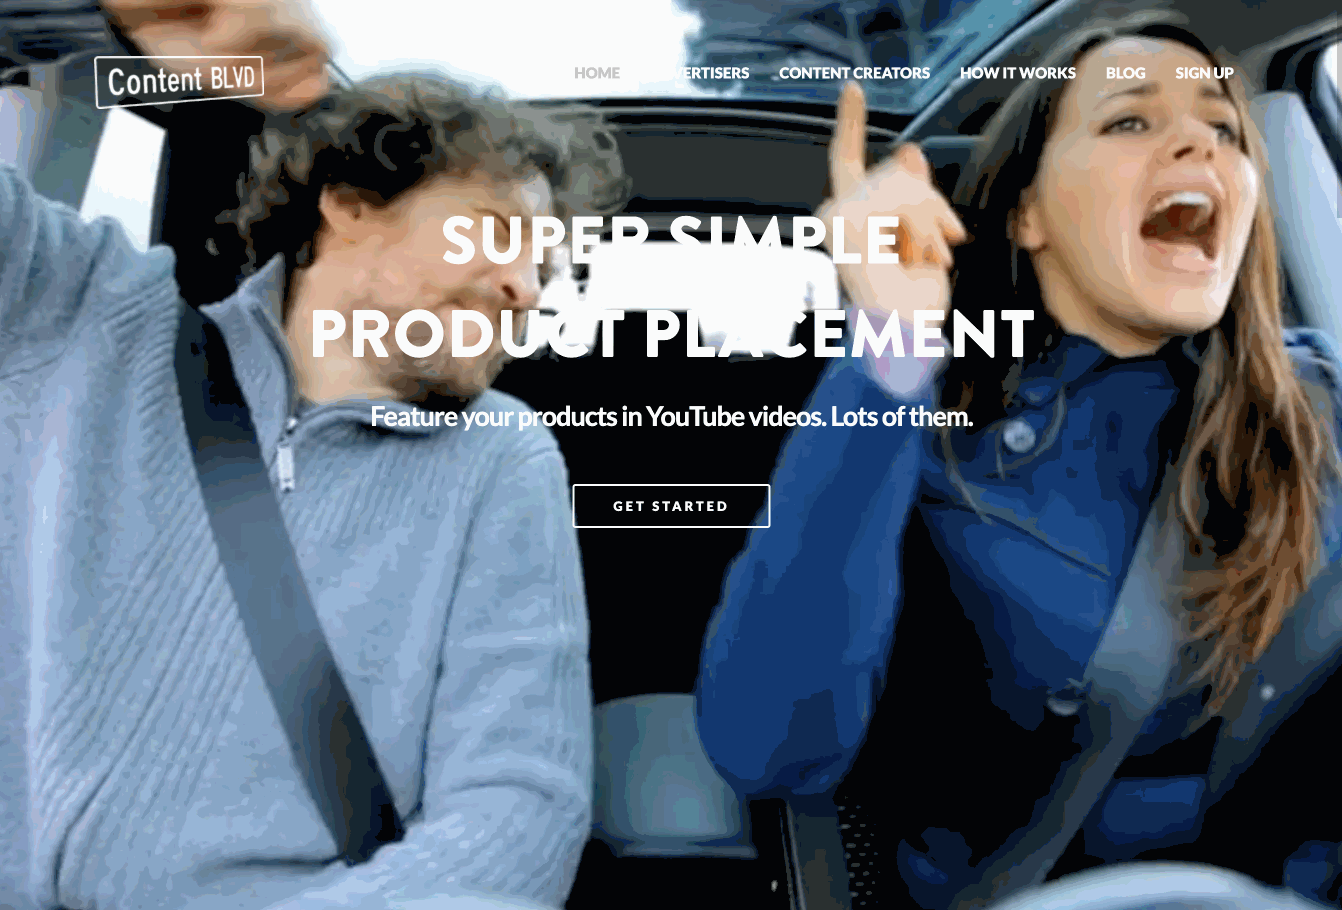 Content BLVD
HOME ADVERTISERS CONTENT CREATORS HOW IT WORKS BLOG SIGN UP
SUPER SIMPLE
PRODUCT PLACEMENT
Feature your products in YouTube videos. Lots of them.
GET STARTED